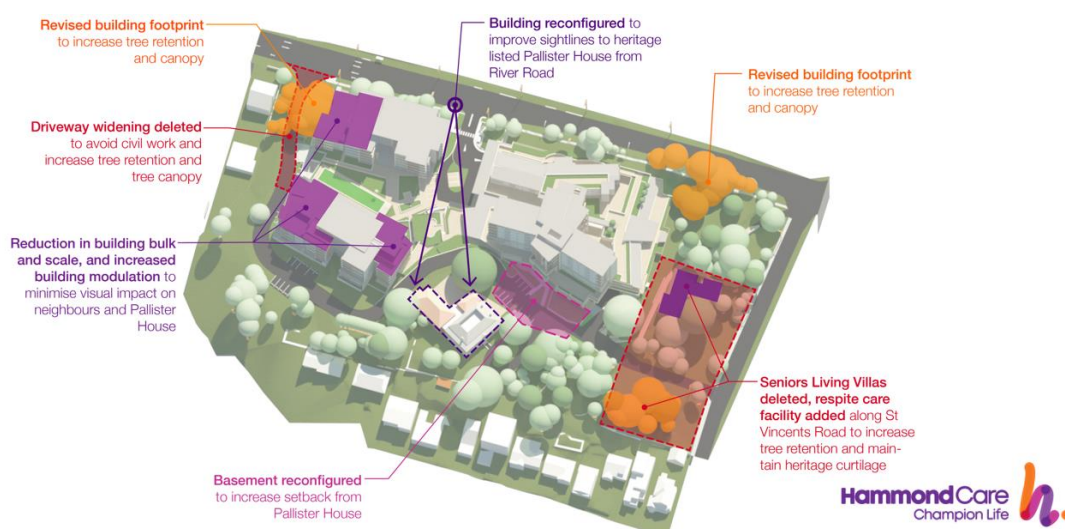 Revised building footprint
to increase tree retention
and canopy
Building reconfigured to
improve sightlines to heritage
listed Pallister House from
River Road
Revised building footprint
to increase tree retention
and canopy
Driveway widening deleted
to avoid civil work and
increase tree retention and
tree canopy
Reduction in building bulk
and scale, and increased
building modulation to
minimise visual impact on
neighbours and Pallister
House
Seniors Living Villas
deleted, respite care
facility added along St
Vincents Road to increase
tree retention and main-
tain heritage curtilage
Basement reconfigured
to increase setback from
Pallister House
HammondCare
Champion Life